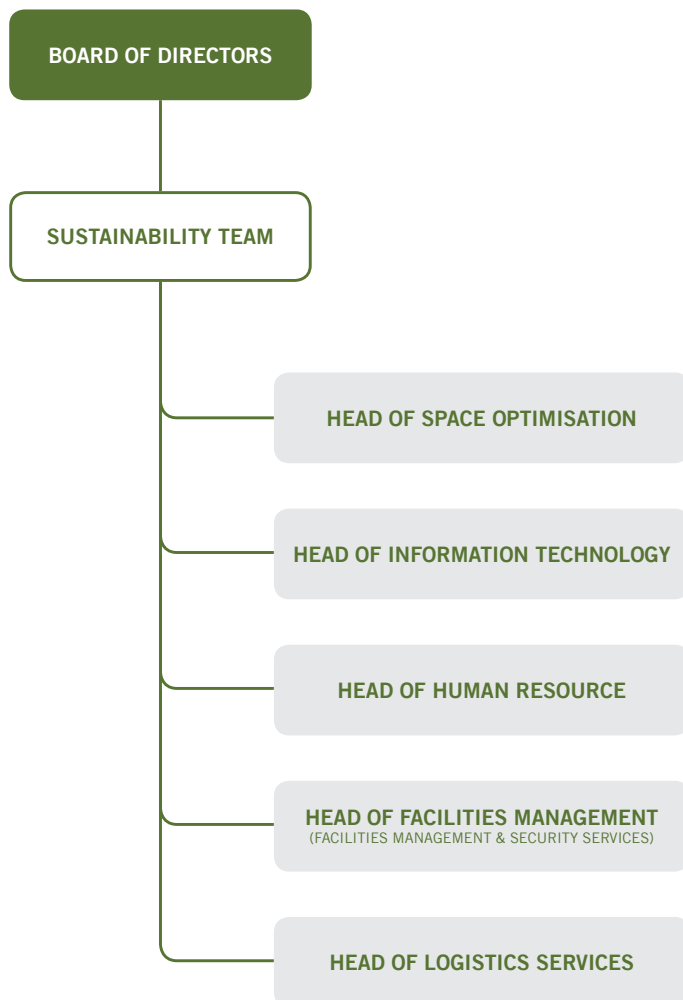 BOARD OF DIRECTORS
SUSTAINABILITY TEAM
HEAD OF SPACE OPTIMISATION
HEAD OF INFORMATION TECHNOLOGY
HEAD OF HUMAN RESOURCE
HEAD OF FACILITIES MANAGEMENT
(FACILITIES MANAGEMENT & SECURITY SERVICES)
HEAD OF LOGISTICS SERVICES